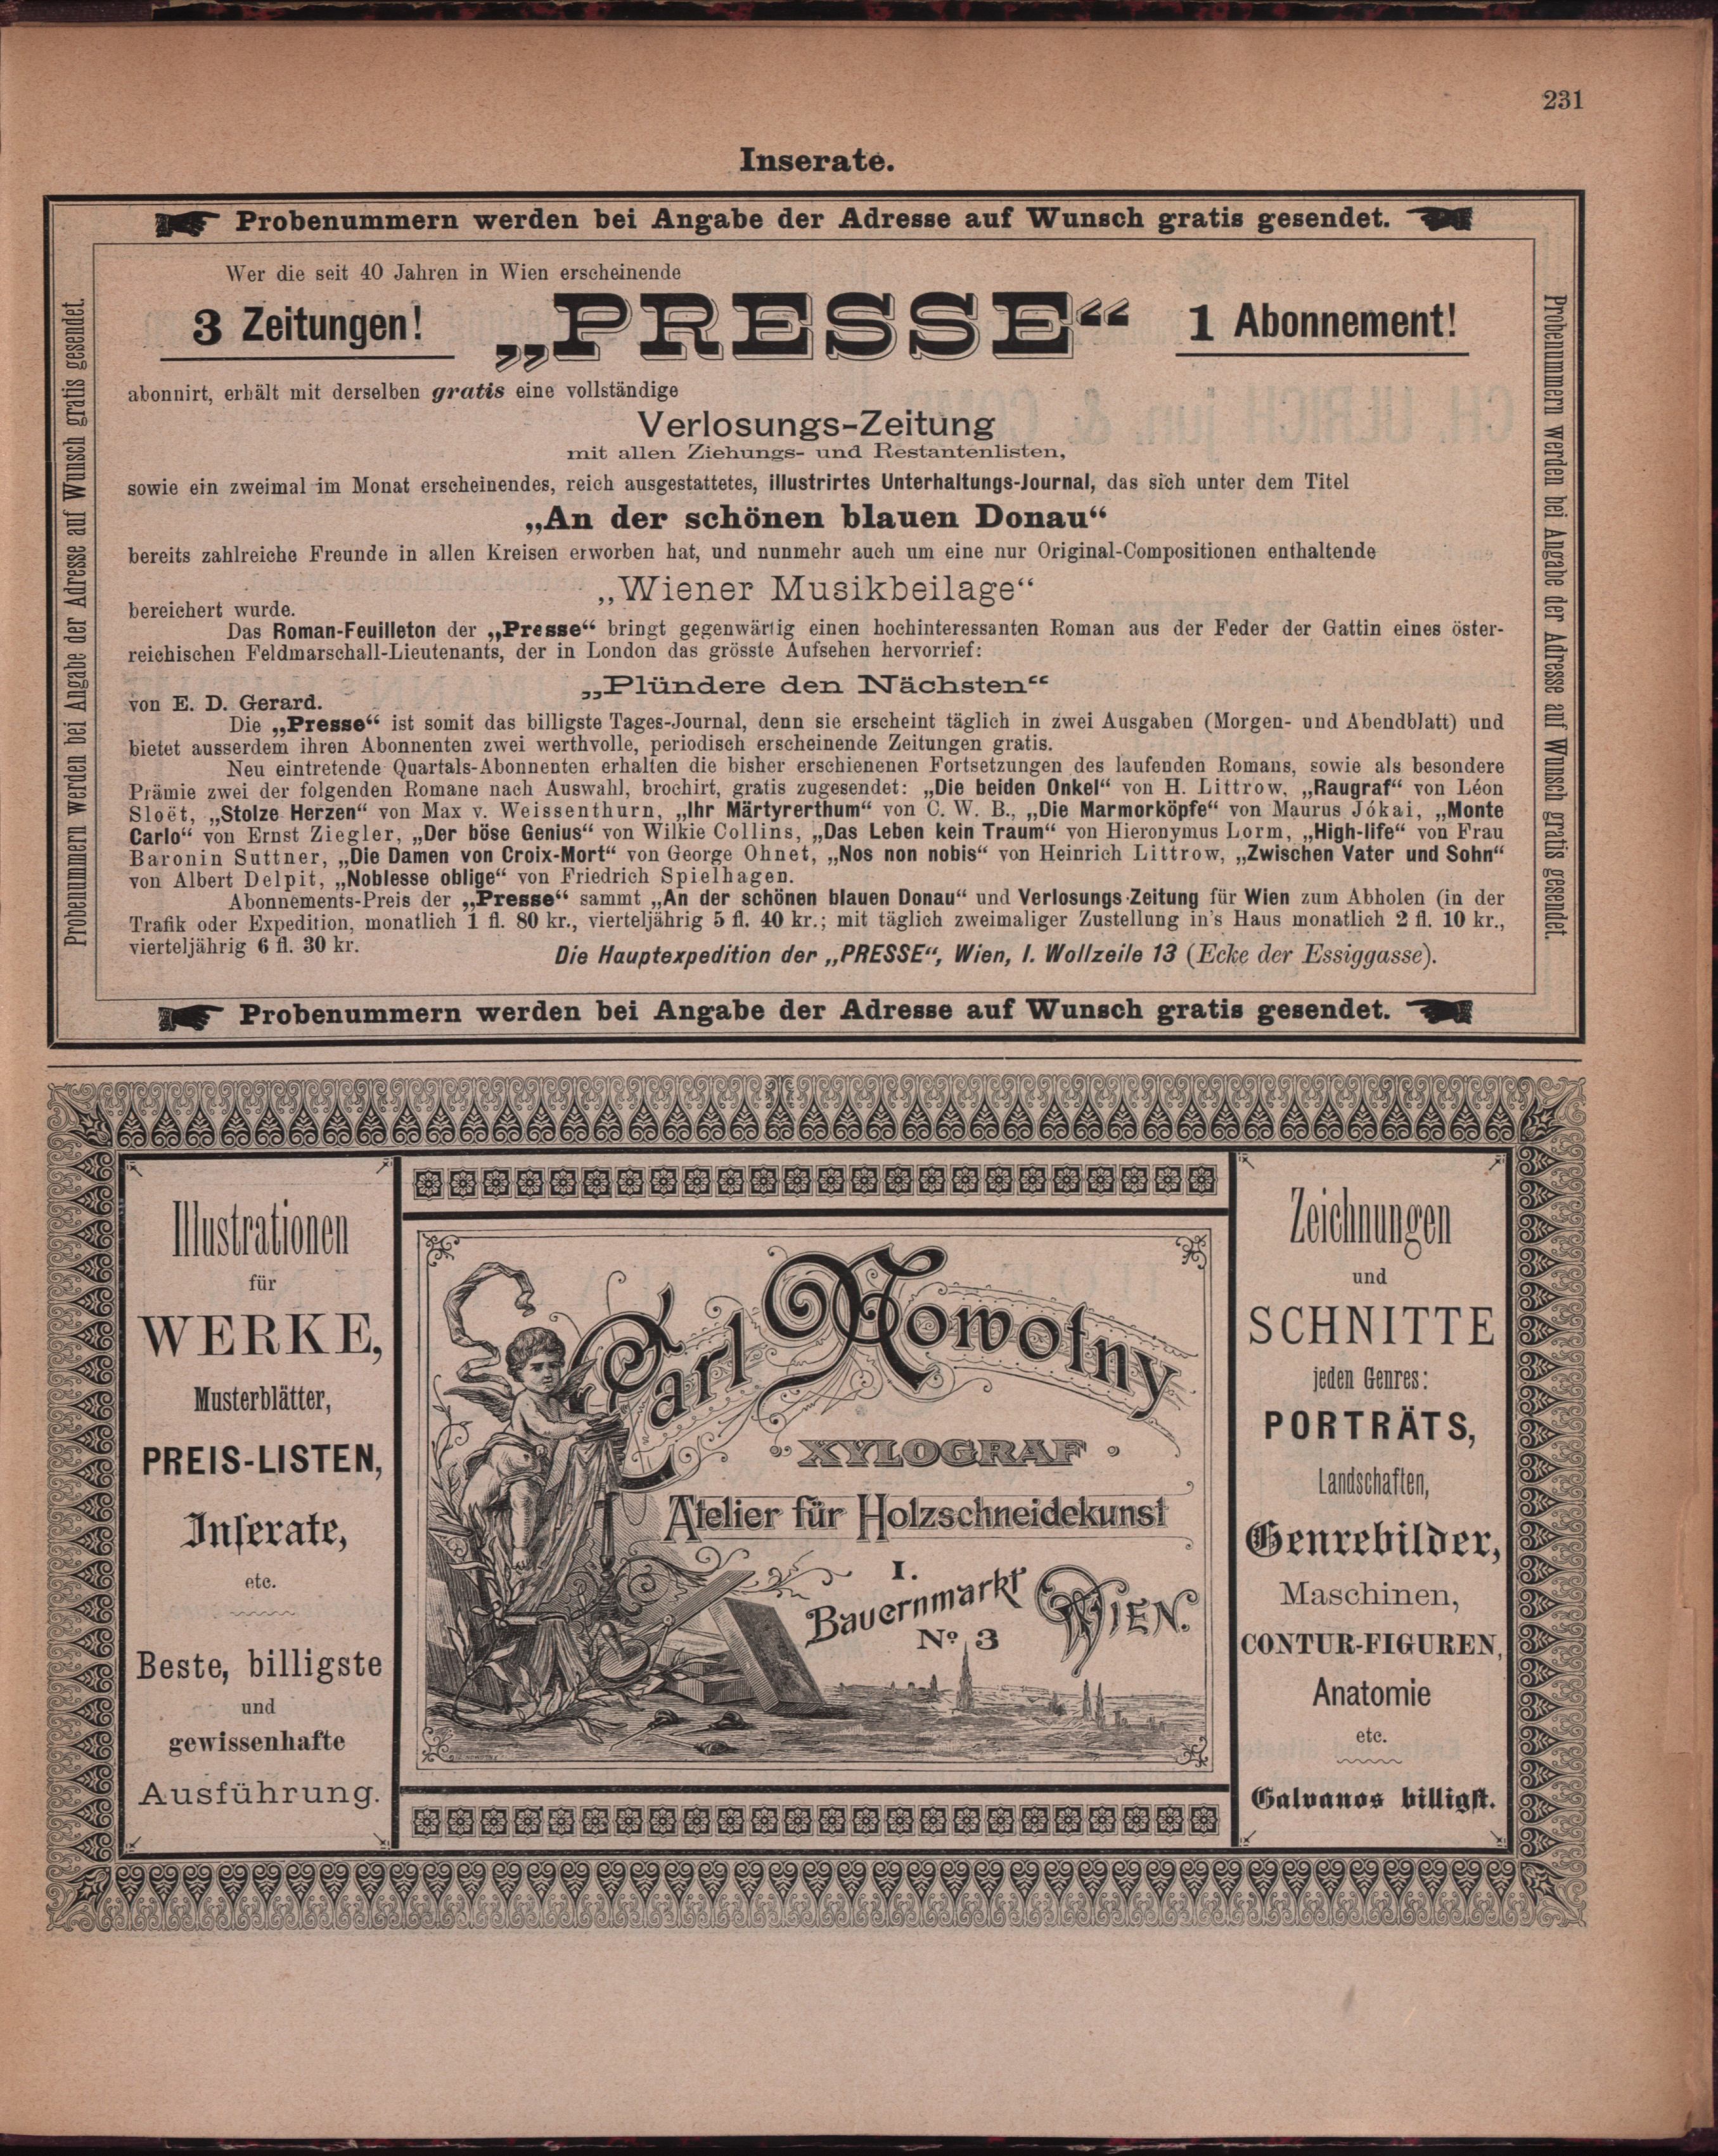 231
Inserate.
Probenummern werden bei Angabe der Adresse auf Wunsch gratis gesendet.
Probenummern werden bei Angabe der Adresse auf Wunsch gratis gesendet.
Wer die seit 40 Jahren in Wien erscheinende
3 Zeitungen! „PRESSE“ 1 Abonnement!
abonnirt, erhält mit derselben gratis eine vollständige
Verlosungs-Zeitung
mit allen Ziehungs- und Restantenlisten,
sowie ein zweimal im Monat erscheinendes, reich ausgestattetes, illustrirtes Unterhaltungs-Journal, das sich unter dem Titel
„An der schönen blauen Donau“
bereits zahlreiche Freunde in allen Kreisen erworben hat, und nunmehr auch um eine nur Original-Compositionen enthaltende
„Wiener Musikbeilage“
bereichert wurde.
Das Roman-Feuilleton der „Presse“ bringt gegenwärtig einen hochinteressanten Roman aus der Feder der Gattin eines öster-
reichischen Feldmarschall-Lieutenants, der in London das grösste Aufsehen hervorrief:
„Plündere den Nächsten“
von E. D. Gerard.
Die „Presse“ ist somit das billigste Tages-Journal, denn sie erscheint täglich in zwei Ausgaben (Morgen- und Abendblatt) und
bietet ausserdem ihren Abonnenten zwei werthvolle, periodisch erscheinende Zeitungen gratis.
Neu eintretende Quartals-Abonnenten erhalten die bisher erschienenen Fortsetzungen des laufenden Romans, sowie als besondere
Prämie zwei der folgenden Romane nach Auswahl, brochirt, gratis zugesendet: „Die beiden Onkel“ von H. Littrow, „Raugraf“ von Léon
Sloët, „Stolze Herzen“ von Max v. Weissenthurn, „Ihr Märtyrerthum“ von C. W. B., „Die Marmorköpfe“ von Maurus Jókai, „Monte
Carlo“ von Ernst Ziegler, „Der böse Genius“ von Wilkie Collins, „Das Leben kein Traum“ von Hieronymus Lorm, „High-life“ von Frau
Baronin Suttner, „Die Damen von Croix-Mort“ von George Ohnet, „Nos non nobis“ von Heinrich Littrow, „Zwischen Vater und Sohn“
von Albert Delpit, „Noblesse oblige“ von Friedrich Spielhagen.
Abonnements-Preis der „Presse“ sammt „An der schönen blauen Donau“ und Verlosungs-Zeitung für Wien zum Abholen (in der
Trafik oder Expedition, monatlich 1 fl. 80 kr., vierteljährig 5 fl. 40 kr.; mit täglich zweimaliger Zustellung in's Haus monatlich 2 fl. 10 kr.,
vierteljährig 6 fl. 30 kr.
Die Hauptexpedition der „PRESSE“, Wien, I. Wollzeile 13 (Ecke der Essiggasse).
Probenummern werden bei Angabe der Adresse auf Wunsch gratis gesendet.
Probenummern werden bei Angabe der Adresse auf Wunsch gratis gesendet.
Illustrationen
für
WERKE,
Musterblätter,
PREIS-LISTEN,
Inserate,
etc.
Beste, billigste
und
gewissenhafte
Ausführung.
Carl Nowotny
XYLOGRAF
Atelier für Holzschneidekunst
I.
Bauernmarkt
No 3
WIEN.
Zeichnungen
und
SCHNITTE
jeden Genres:
PORTRÄTS,
Landschaften,
Genrebilder,
Maschinen,
CONTUR-FIGUREN,
Anatomie
etc.
Galvanos billigst.